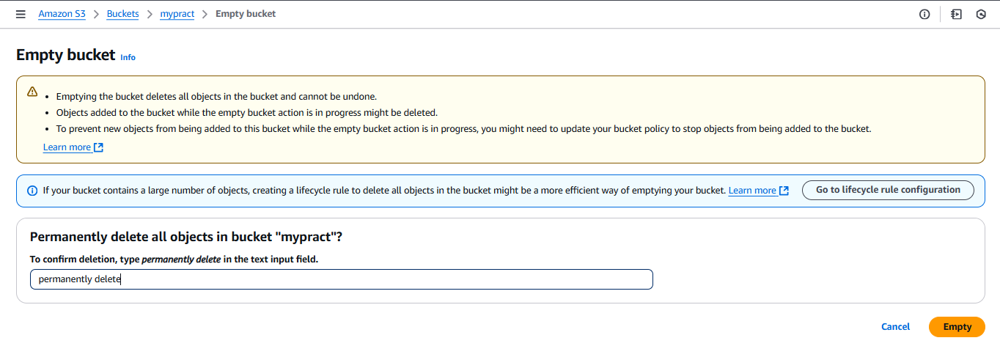 Amazon S3 > Buckets > mypract > Empty bucket
Empty bucket Info
• Emptying the bucket deletes all objects in the bucket and cannot be undone.
• Objects added to the bucket while the empty bucket action is in progress might be deleted.
• To prevent new objects from being added to this bucket while the empty bucket action is in progress, you might need to update your bucket policy to stop objects from being added to the bucket.
Learn more
If your bucket contains a large number of objects, creating a lifecycle rule to delete all objects in the bucket might be a more efficient way of emptying your bucket. Learn more Go to lifecycle rule configuration
Permanently delete all objects in bucket "mypract"?
To confirm deletion, type permanently delete in the text input field.
permanently delete
Cancel Empty